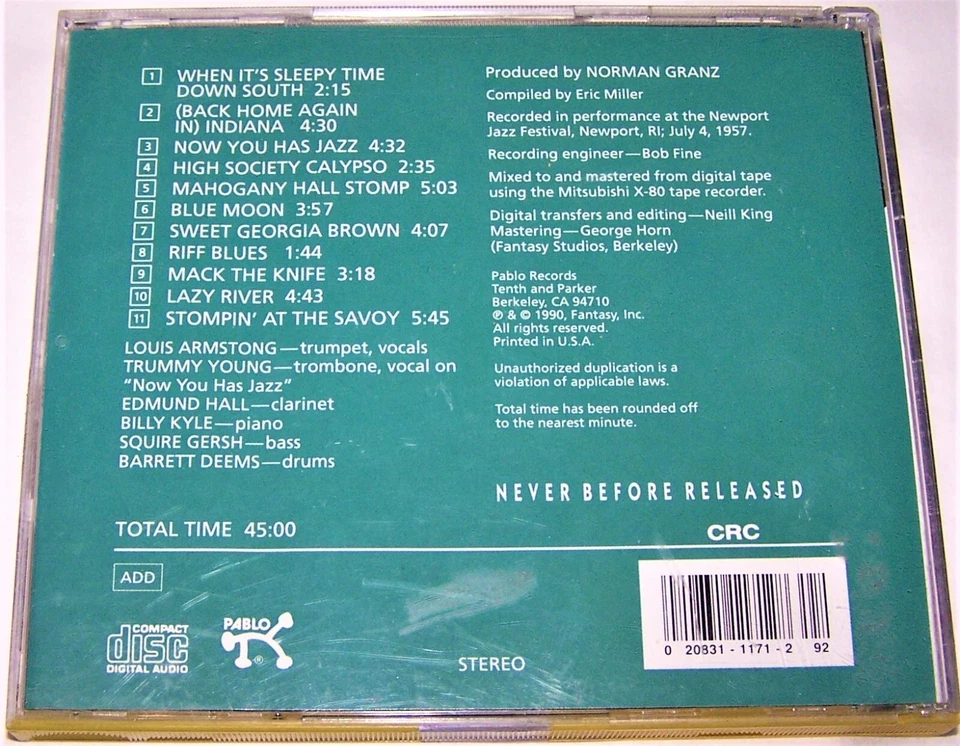 1 WHEN IT'S SLEEPY TIME
DOWN SOUTH 2:15
2 (BACK HOME AGAIN
IN) INDIANA 4:30
3 NOW YOU HAS JAZZ 4:32
4 HIGH SOCIETY CALYPSO 2:35
5 MAHOGANY HALL STOMP 5:03
6 BLUE MOON 3:57
7 SWEET GEORGIA BROWN 4:07
8 RIFF BLUES 1:44
9 MACK THE KNIFE 3:18
10 LAZY RIVER 4:43
11 STOMPIN' AT THE SAVOY 5:45
LOUIS ARMSTONG—trumpet, vocals
TRUMMY YOUNG—trombone, vocal on
"Now You Has Jazz"
EDMUND HALL—clarinet
BILLY KYLE—piano
SQUIRE GERSH—bass
BARRETT DEEMS—drums
TOTAL TIME 45:00
Produced by NORMAN GRANZ
Compiled by Eric Miller
Recorded in performance at the Newport
Jazz Festival, Newport, RI; July 4, 1957.
Recording engineer—Bob Fine
Mixed to and mastered from digital tape
using the Mitsubishi X-80 tape recorder.
Digital transfers and editing—Neill King
Mastering—George Horn
(Fantasy Studios, Berkeley)
Pablo Records
Tenth and Parker
Berkeley, CA 94710
℗ & © 1990, Fantasy, Inc.
All rights reserved.
Printed in U.S.A.
Unauthorized duplication is a
violation of applicable laws.
Total time has been rounded off
to the nearest minute.
NEVER BEFORE RELEASED
CRC
ADD
COMPACT
disc
DIGITAL AUDIO
PABLO
®
STEREO
0 20831-1171-2 92